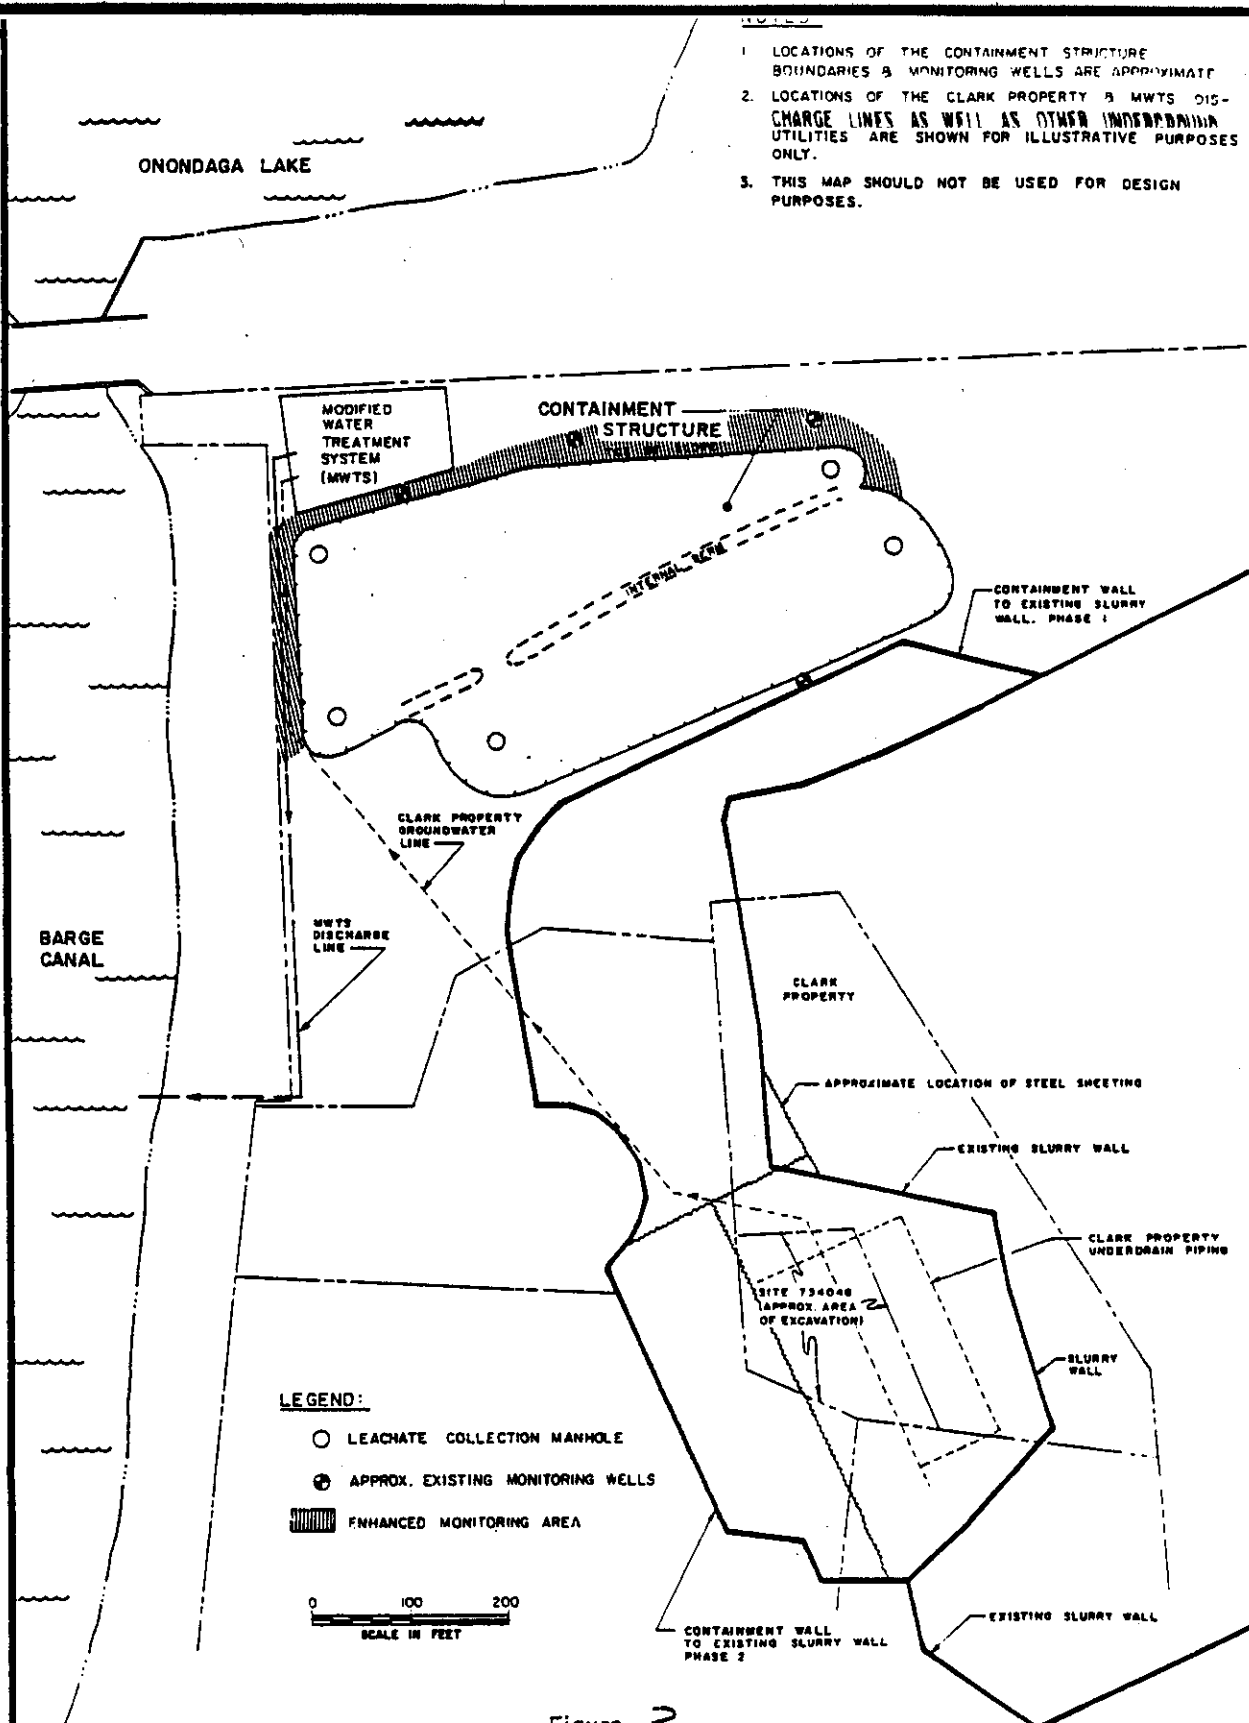 NOTES
1 LOCATIONS OF THE CONTAINMENT STRUCTURE
BOUNDARIES & MONITORING WELLS ARE APPROXIMATE
2. LOCATIONS OF THE CLARK PROPERTY & MWTS DIS-
CHARGE LINES AS WELL AS OTHER UNDERGROUND
UTILITIES ARE SHOWN FOR ILLUSTRATIVE PURPOSES
ONLY.
3. THIS MAP SHOULD NOT BE USED FOR DESIGN
PURPOSES.
ONONDAGA LAKE
MODIFIED
WATER
TREATMENT
SYSTEM
(MWTS)
CONTAINMENT
STRUCTURE
INTERNAL BERM
CONTAINMENT WALL
TO EXISTING SLURRY
WALL, PHASE 1
CLARK PROPERTY
GROUNDWATER
LINE
MWTS
DISCHARGE
LINE
BARGE
CANAL
CLARK
PROPERTY
APPROXIMATE LOCATION OF STEEL SHEETING
EXISTING SLURRY WALL
CLARK PROPERTY
UNDERDRAIN PIPING
SITE 734048
(APPROX. AREA
OF EXCAVATION)
SLURRY
WALL
LEGEND:
LEACHATE COLLECTION MANHOLE
APPROX. EXISTING MONITORING WELLS
ENHANCED MONITORING AREA
0 100 200
SCALE IN FEET
CONTAINMENT WALL
TO EXISTING SLURRY WALL
PHASE 2
EXISTING SLURRY WALL
Figure 2